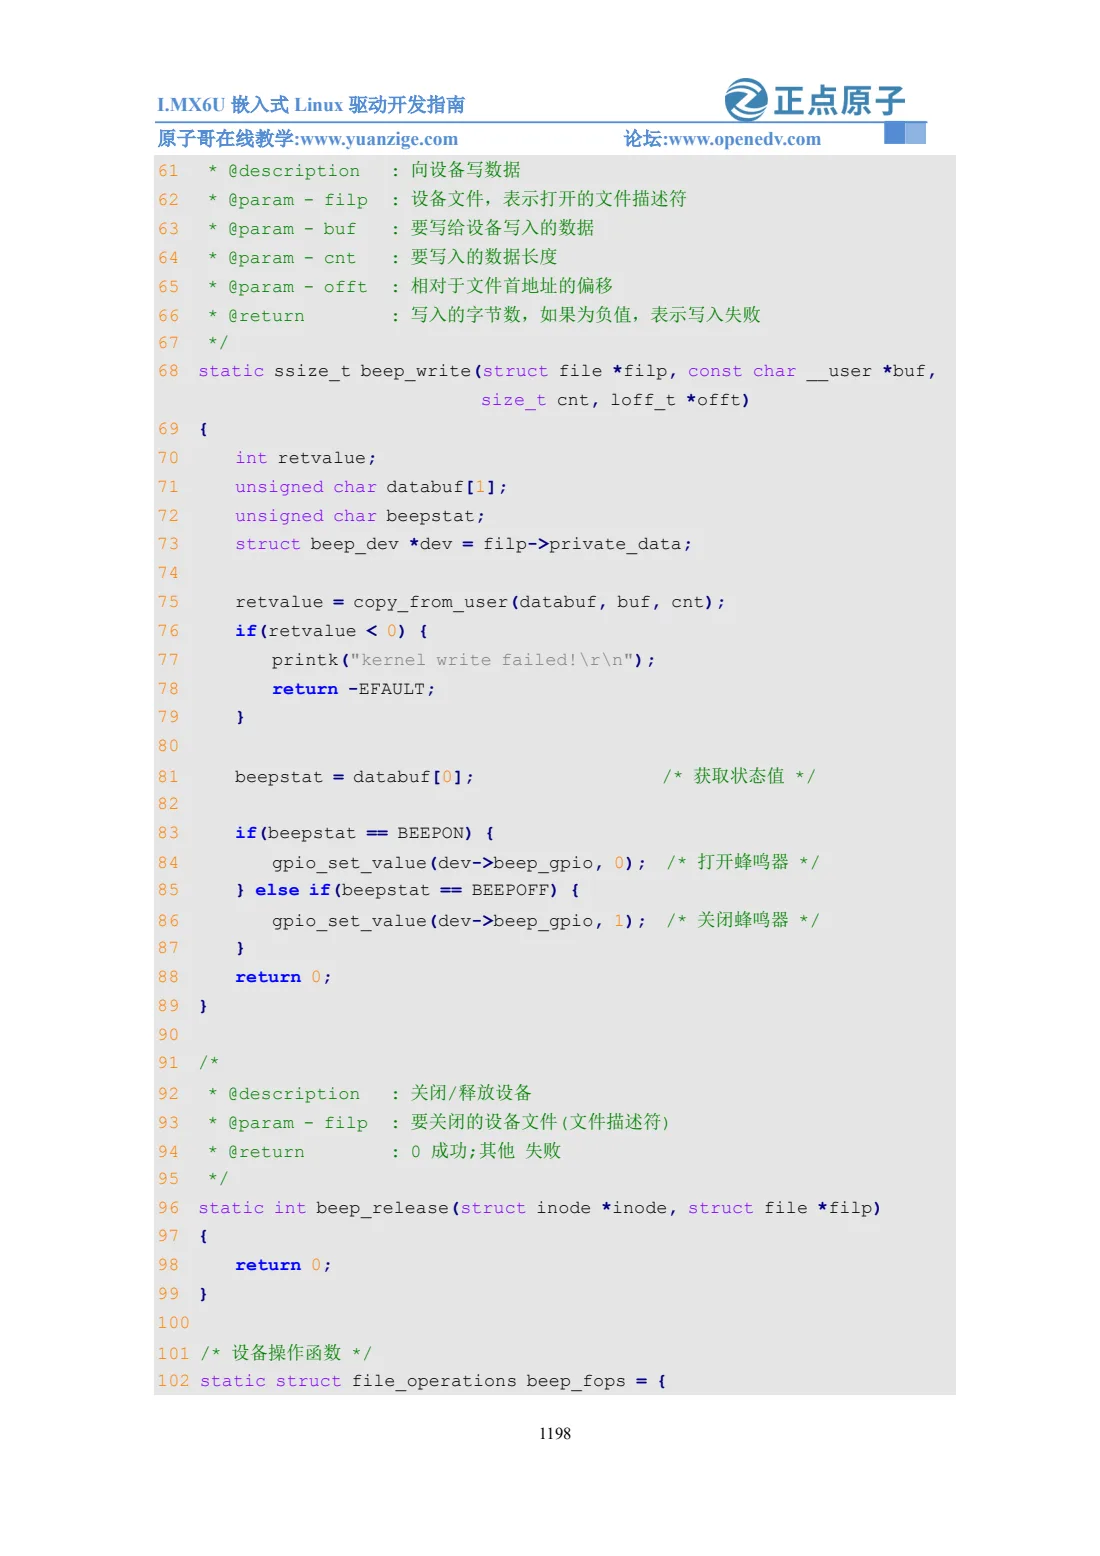 I.MX6U 嵌入式 Linux 驱动开发指南
正点原子
原子哥在线教学:www.yuanzige.com 论坛:www.openedv.com
61 * @description : 向设备写数据
62 * @param - filp : 设备文件，表示打开的文件描述符
63 * @param - buf : 要写给设备写入的数据
64 * @param - cnt : 要写入的数据长度
65 * @param - offt : 相对于文件首地址的偏移
66 * @return : 写入的字节数，如果为负值，表示写入失败
67 */
68 static ssize_t beep_write(struct file *filp, const char __user *buf,
size_t cnt, loff_t *offt)
69 {
70 int retvalue;
71 unsigned char databuf[1];
72 unsigned char beepstat;
73 struct beep_dev *dev = filp->private_data;
74
75 retvalue = copy_from_user(databuf, buf, cnt);
76 if(retvalue < 0) {
77 printk("kernel write failed!\r\n");
78 return -EFAULT;
79 }
80
81 beepstat = databuf[0]; /* 获取状态值 */
82
83 if(beepstat == BEEPON) {
84 gpio_set_value(dev->beep_gpio, 0); /* 打开蜂鸣器 */
85 } else if(beepstat == BEEPOFF) {
86 gpio_set_value(dev->beep_gpio, 1); /* 关闭蜂鸣器 */
87 }
88 return 0;
89 }
90
91 /*
92 * @description : 关闭/释放设备
93 * @param - filp : 要关闭的设备文件(文件描述符)
94 * @return : 0 成功;其他 失败
95 */
96 static int beep_release(struct inode *inode, struct file *filp)
97 {
98 return 0;
99 }
100
101 /* 设备操作函数 */
102 static struct file_operations beep_fops = {
1198